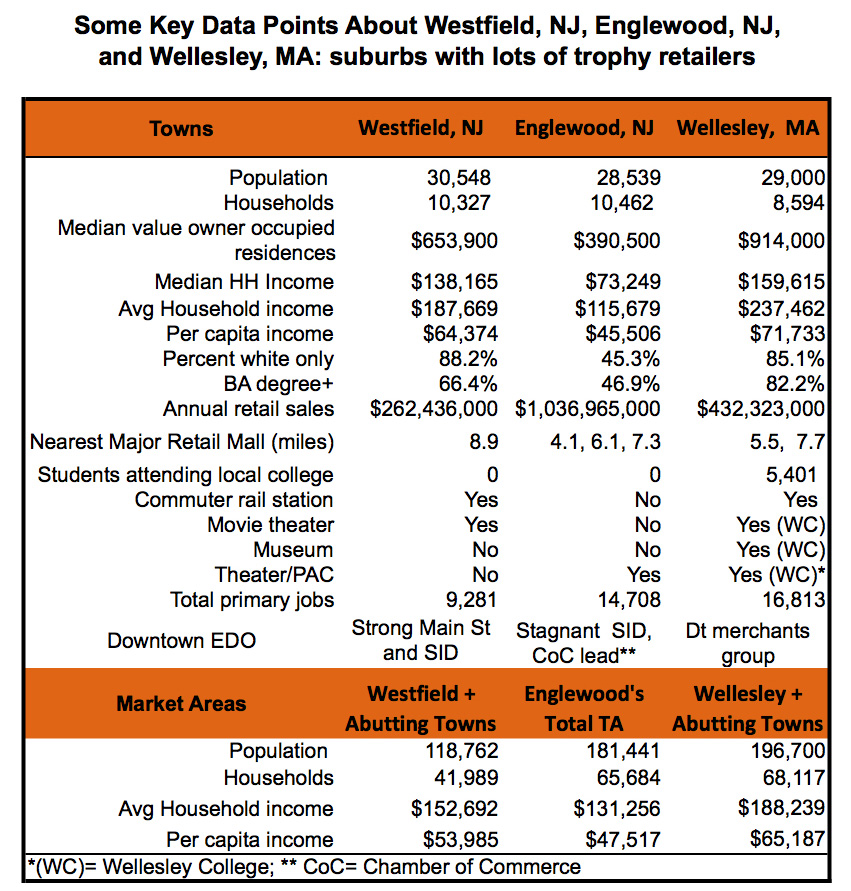 Some Key Data Points About Westfield, NJ, Englewood, NJ,
and Wellesley, MA: suburbs with lots of trophy retailers
Towns Westfield, NJ Englewood, NJ Wellesley, MA
Population 30,548 28,539 29,000
Households 10,327 10,462 8,594
Median value owner occupied
residences $653,900 $390,500 $914,000
Median HH Income $138,165 $73,249 $159,615
Avg Household income $187,669 $115,679 $237,462
Per capita income $64,374 $45,506 $71,733
Percent white only 88.2% 45.3% 85.1%
BA degree+ 66.4% 46.9% 82.2%
Annual retail sales $262,436,000 $1,036,965,000 $432,323,000
Nearest Major Retail Mall (miles) 8.9 4.1, 6.1, 7.3 5.5, 7.7
Students attending local college 0 0 5,401
Commuter rail station Yes No Yes
Movie theater Yes No Yes (WC)
Museum No No Yes (WC)
Theater/PAC No Yes Yes (WC)*
Total primary jobs 9,281 14,708 16,813
Downtown EDO Strong Main St Stagnant SID, Dt merchants
and SID CoC lead** group
Market Areas Westfield + Englewood's Wellesley +
Abutting Towns Total TA Abutting Towns
Population 118,762 181,441 196,700
Households 41,989 65,684 68,117
Avg Household income $152,692 $131,256 $188,239
Per capita income $53,985 $47,517 $65,187
*(WC)= Wellesley College; ** CoC= Chamber of Commerce